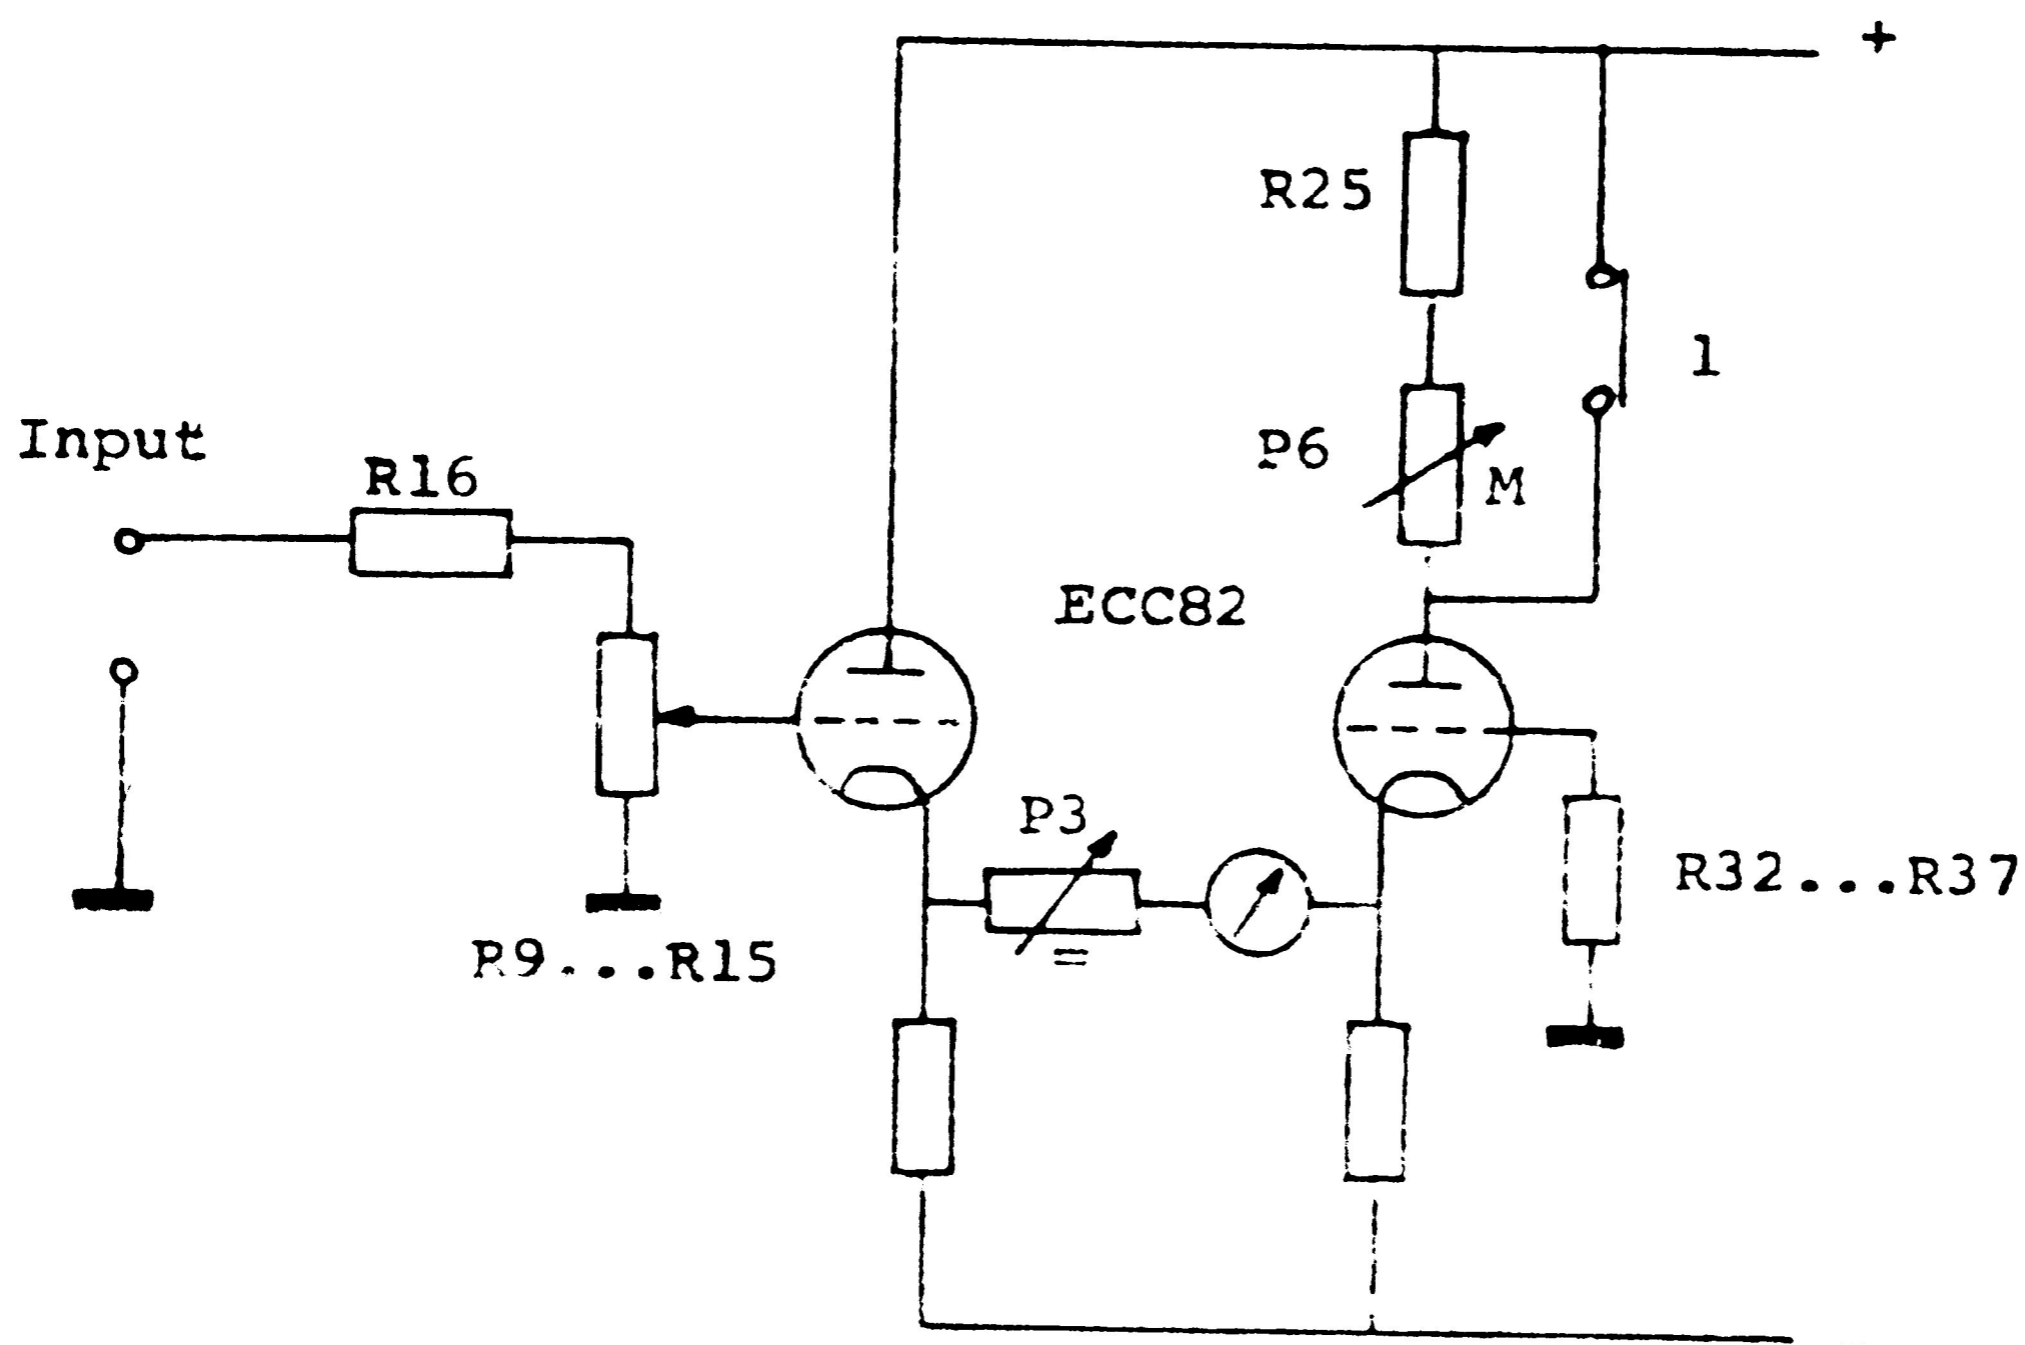 +
R25
1
Input
P6
M
R16
ECC82
P3
R32...R37
=
R9...R15